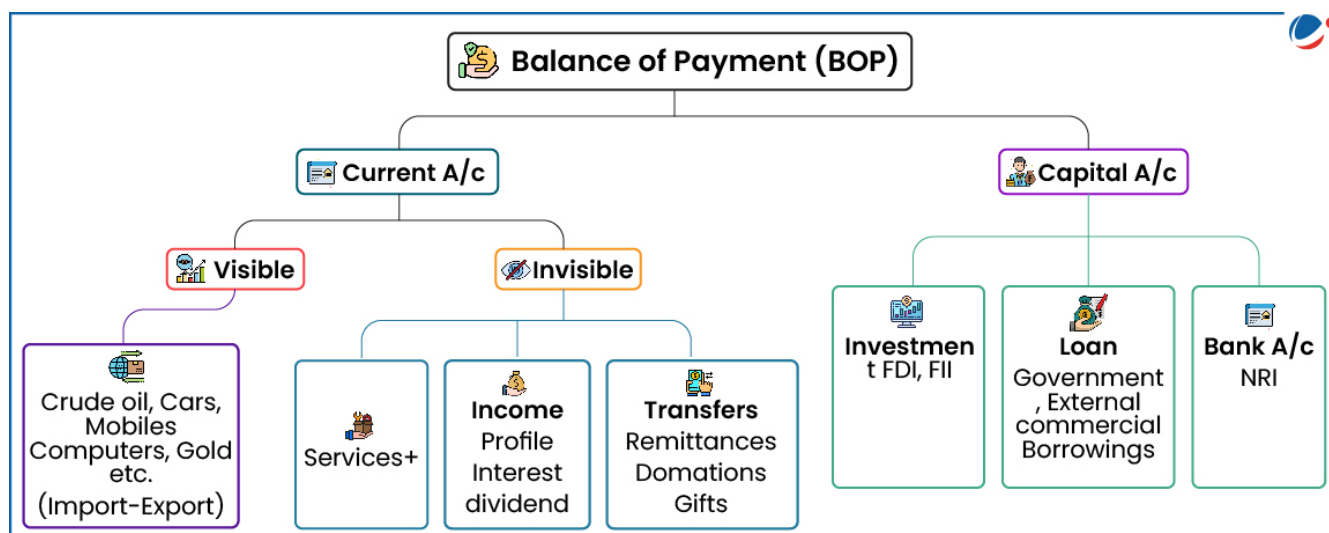 Balance of Payment (BOP)
Current A/c
Capital A/c
Visible
Invisible
Crude oil, Cars,
Mobiles
Computers, Gold
etc.
(Import-Export)
Services+
Income
Profile
Interest
dividend
Transfers
Remittances
Domations
Gifts
Investmen
t FDI, FII
Loan
Government
, External
commercial
Borrowings
Bank A/c
NRI